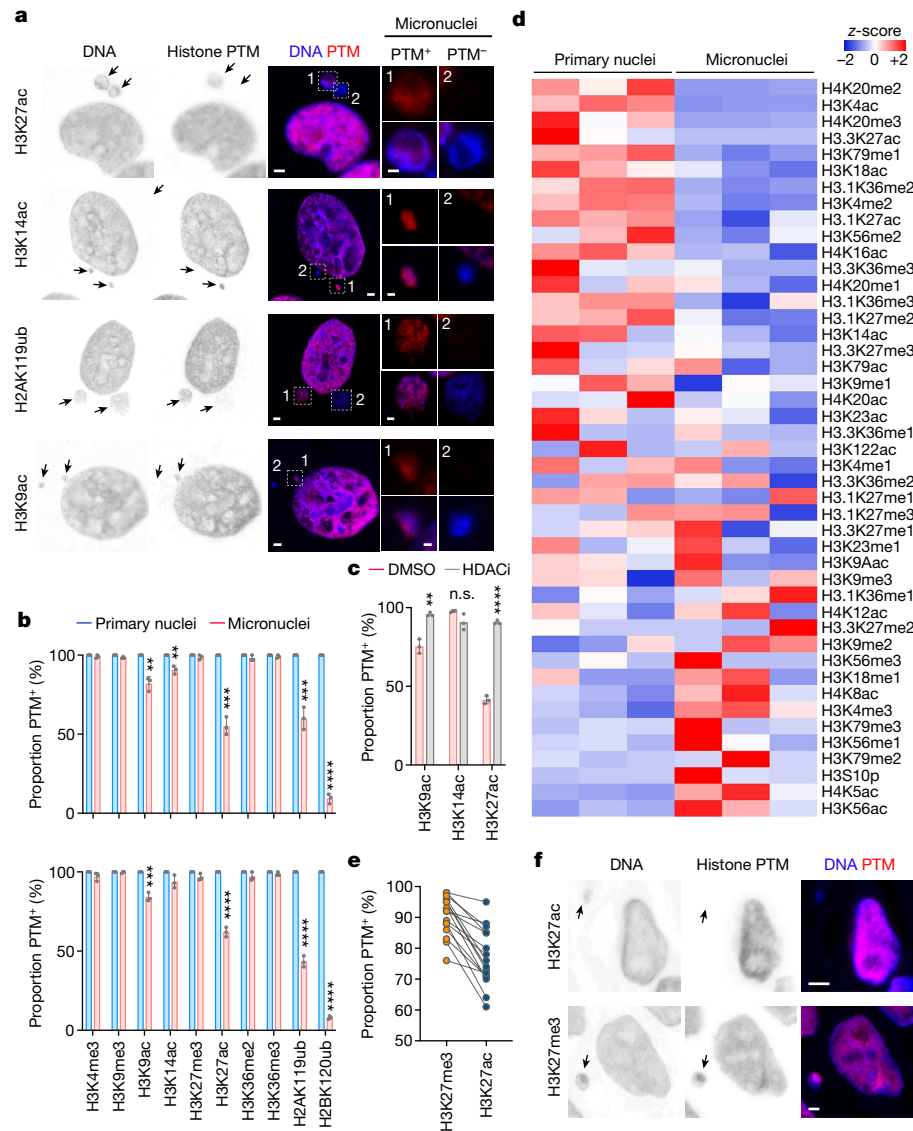 a
Micronuclei
DNA Histone PTM DNA PTM PTM⁺ PTM⁻
H3K27ac
1
2
1
2
H3K14ac
2
1
1
2
H2AK119ub
1
2
1
2
H3K9ac
2
1
1
2
b
Primary nuclei Micronuclei
Proportion PTM⁺ (%)
100
50
0
** ** *** *** ****
Proportion PTM⁺ (%)
100
50
0
*** **** **** ****
H3K4me3
H3K9me3
H3K9ac
H3K14ac
H3K27me3
H3K27ac
H3K36me2
H3K36me3
H2AK119ub
H2BK120ub
c
DMSO HDACi
** n.s. ****
Proportion PTM⁺ (%)
100
50
0
H3K9ac
H3K14ac
H3K27ac
d
z-score
−2 +2
Primary nuclei Micronuclei
H4K20me2
H3K4ac
H4K20me3
H3.3K27ac
H3K79me1
H3K18ac
H3.1K36me2
H3K4me2
H3.1K27ac
H3K56me2
H4K16ac
H3.3K36me3
H4K20me1
H3.1K36me3
H3.1K27me2
H3K14ac
H3.3K27me3
H3K79ac
H3K9me1
H4K20ac
H3K23ac
H3.3K36me1
H3K122ac
H3K4me1
H3.3K36me2
H3.1K27me1
H3.1K27me3
H3.3K27me1
H3K23me1
H3K9Aac
H3K9me3
H3.1K36me1
H4K12ac
H3.3K27me2
H3K9me2
H3K56me3
H3K18me1
H4K8ac
H3K4me3
H3K79me3
H3K56me1
H3K79me2
H3S10p
H4K5ac
H3K56ac
e
Proportion PTM⁺ (%)
100
90
80
70
60
50
H3K27me3
H3K27ac
f
DNA Histone PTM DNA PTM
H3K27ac
H3K27me3